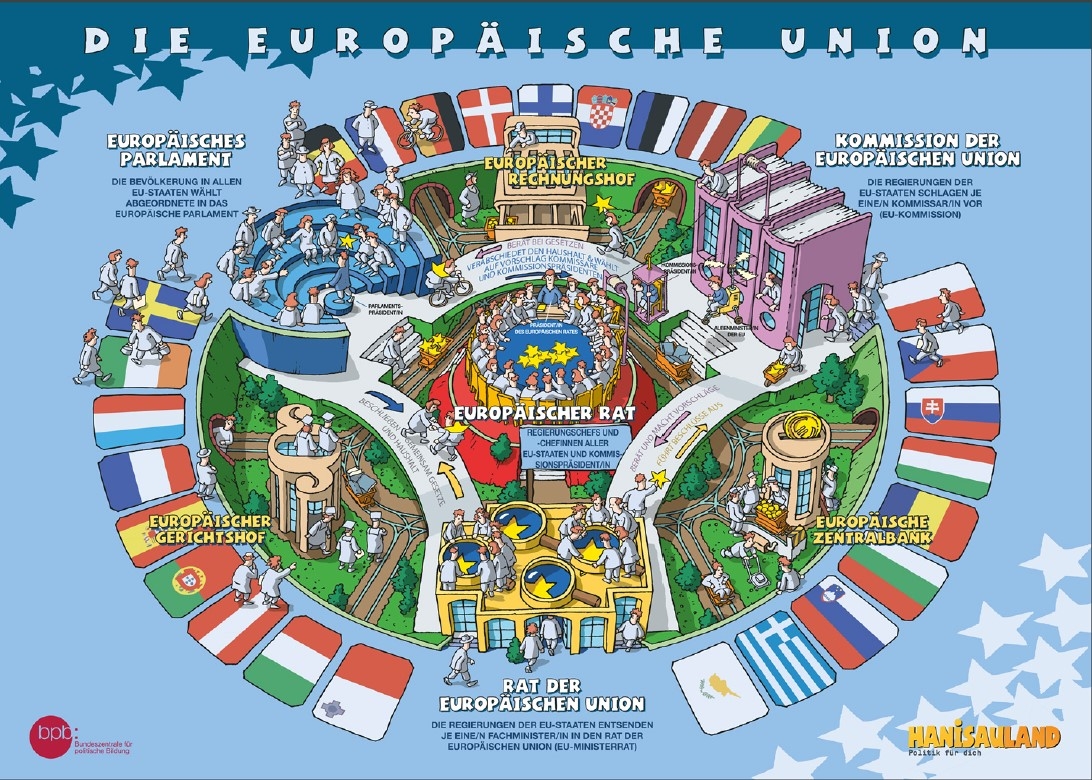 DIE EUROPÄISCHE UNION
EUROPÄISCHES
PARLAMENT
DIE BEVÖLKERUNG IN ALLEN
EU-STAATEN WÄHLT
ABGEORDNETE IN DAS
EUROPÄISCHE PARLAMENT
KOMMISSION DER
EUROPÄISCHEN UNION
DIE REGIERUNGEN DER
EU-STAATEN SCHLAGEN JE
EINE/N KOMMISSAR/IN VOR
(EU-KOMMISSION)
EUROPÄISCHER
RECHNUNGSHOF
BERÄT BEI GESETZEN
VERABSCHIEDET DEN HAUSHALT & WÄHLT
AUF VORSCHLAG KOMMISSARE
UND KOMMISSIONSPRÄSIDENTEN
KOMMISSIONS-
PRÄSIDENT/IN
PARLAMENTS-
PRÄSIDENT/IN
DER EU
PRÄSIDENT/IN
DES EUROPÄISCHEN RATES
EUROPÄISCHER RAT
REGIERUNGSCHEFS UND
-CHEFINNEN ALLER
EU-STAATEN UND KOMMIS-
SIONSPRÄSIDENT/IN
BESCHLIEßEN GEMEINSAM GESETZE
UND HAUSHALT
BERÄT UND MACHT VORSCHLÄGE
FÜHRT BESCHLÜSSE AUS
EUROPÄISCHER
GERICHTSHOF
EUROPÄISCHE
ZENTRALBANK
RAT DER
EUROPÄISCHEN UNION
DIE REGIERUNGEN DER EU-STAATEN ENTSENDEN
JE EINE/N FACHMINISTER/IN IN DEN RAT DER
EUROPÄISCHEN UNION (EU-MINISTERRAT)
bpb:
Bundeszentrale für
politische Bildung
HANISAULAND
Politik für dich